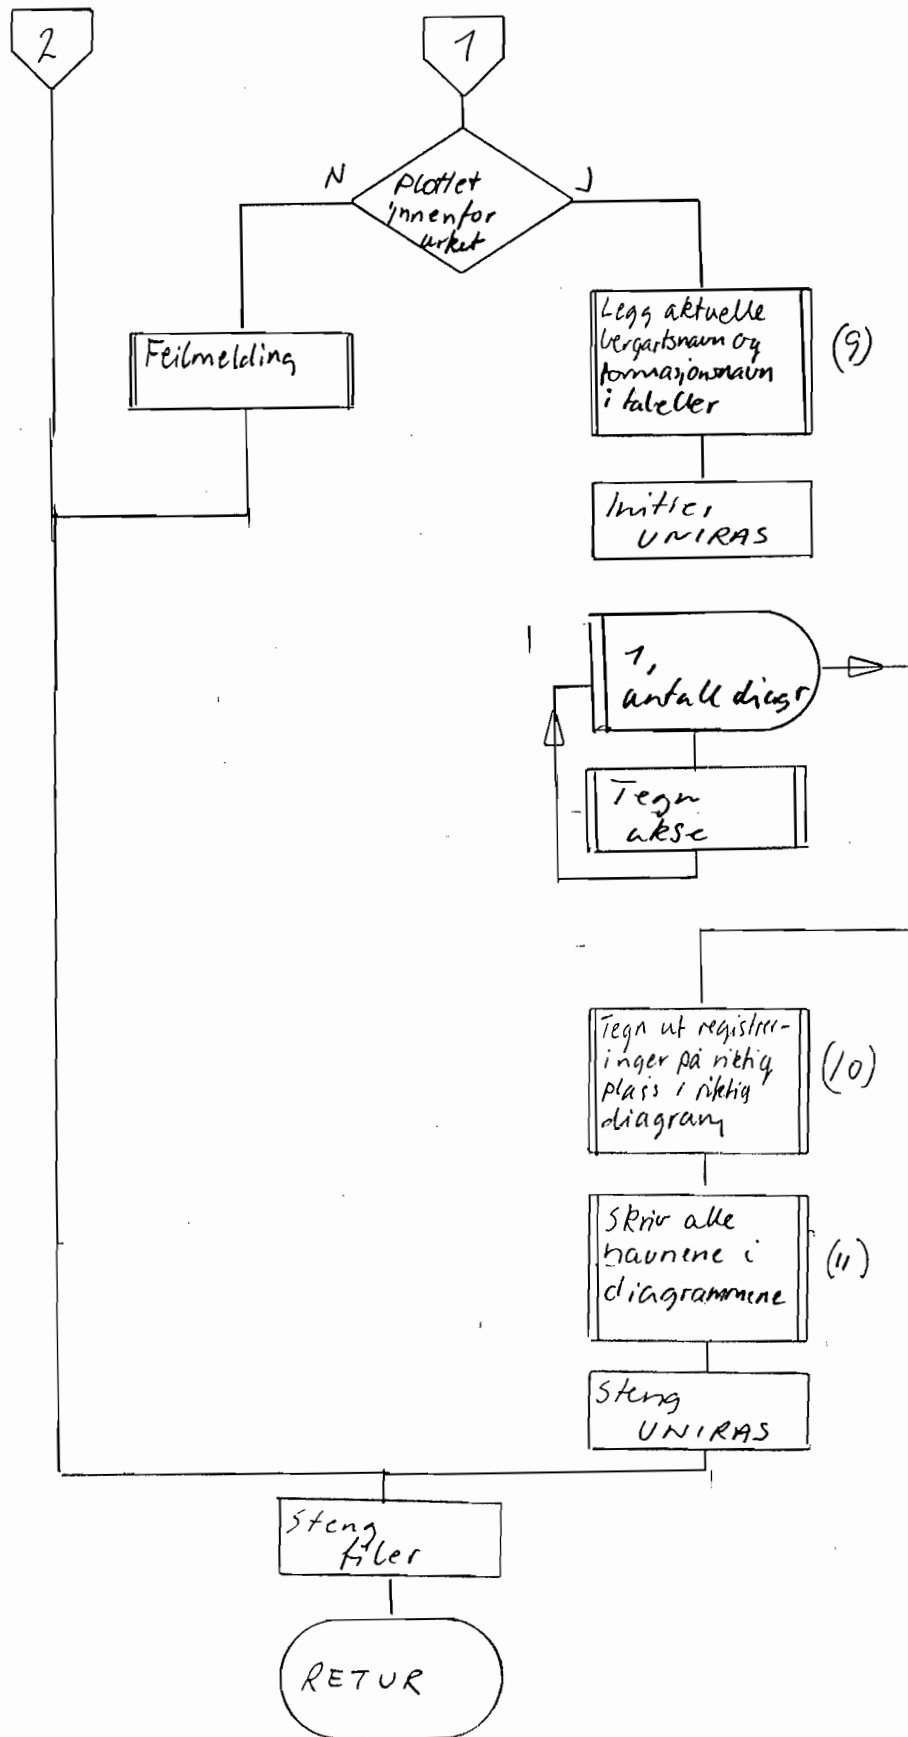 2
1
N
J
Plottet
innenfor
arket
Feilmelding
Legg aktuelle
bergartsnavn og
formasjonsnavn
i tabeller
(9)
Initier
UNIRAS
1,
antall diagr
Tegn
akse
Tegn ut registrer-
inger på riktig
plass i riktig
diagram
(10)
Skriv alle
navnene i
diagrammene
(11)
Steng
UNIRAS
Steng
filer
RETUR